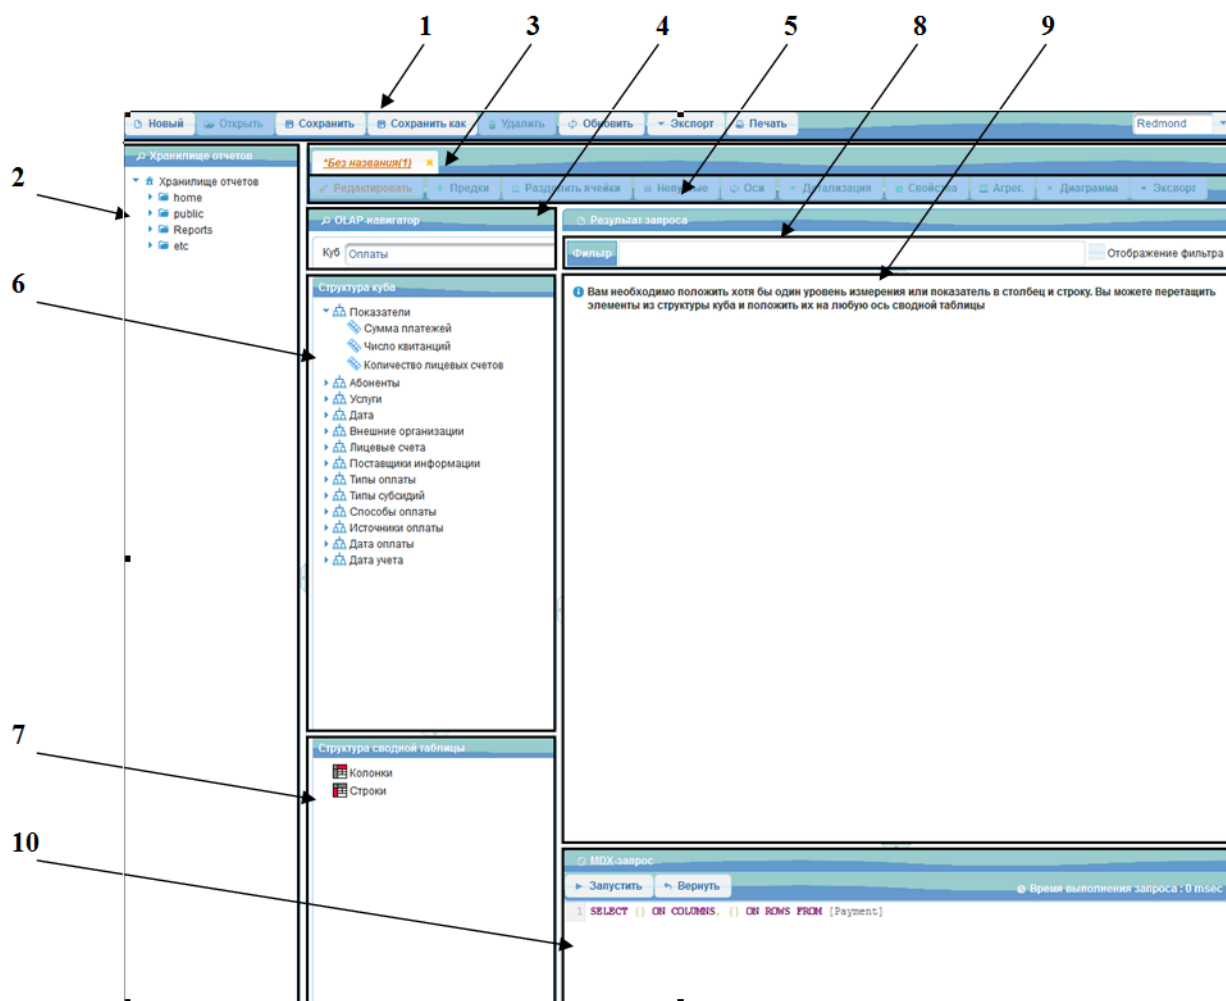 1 3 4 5 8 9
Новый Открыть Сохранить Сохранить как Удалить Обновить Экспорт Печать Redmond
2
Хранилище отчетов
Хранилище отчетов
home
public
Reports
etc
*Без названия(1)
Редактировать Предки Разделить ячейки Непустые Оси Детализация Свойства Агрег. Диаграмма Экспорт
OLAP-навигатор
Куб Оплаты
6
Структура куба
Показатели
Сумма платежей
Число квитанций
Количество лицевых счетов
Абоненты
Услуги
Дата
Внешние организации
Лицевые счета
Поставщики информации
Типы оплаты
Типы субсидий
Способы оплаты
Источники оплаты
Дата оплаты
Дата учета
7
Структура сводной таблицы
Колонки
Строки
10
Результат запроса
Фильтр Отображение фильтра
Вам необходимо положить хотя бы один уровень измерения или показатель в столбец и строку. Вы можете перетащить
элементы из структуры куба и положить их на любую ось сводной таблицы
MDX-запрос
Запустить Вернуть Время выполнения запроса : 0 msec
1 SELECT {} ON COLUMNS, {} ON ROWS FROM [Payment]